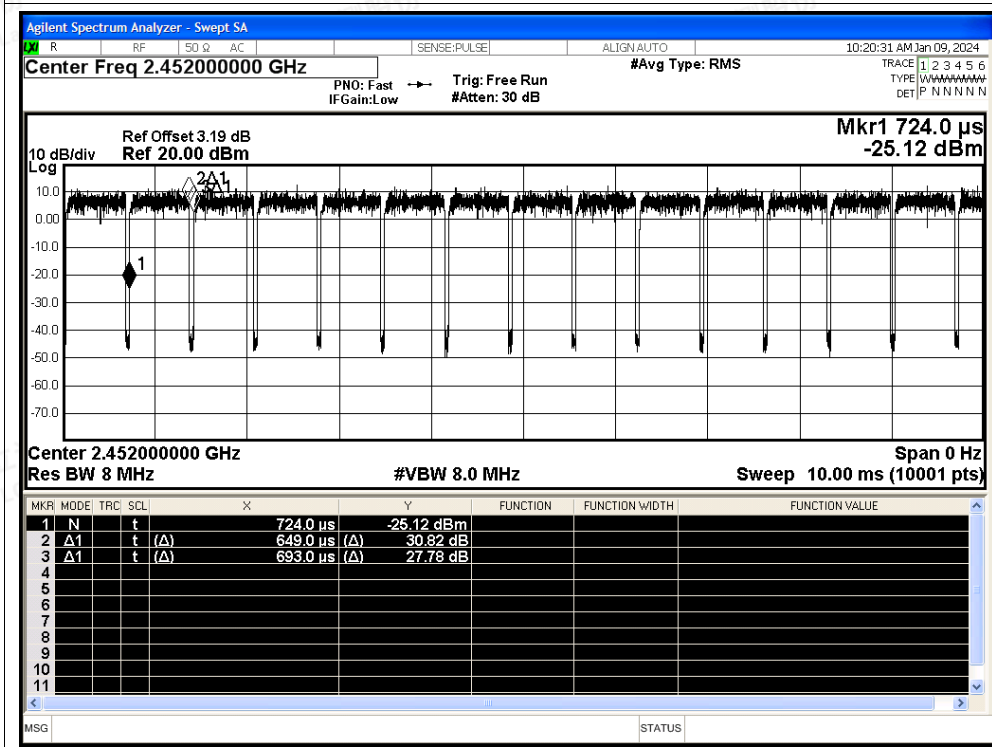 Agilent Spectrum Analyzer - Swept SA
LXI R RF 50 Ω AC SENSE:PULSE ALIGN AUTO 10:20:31 AM Jan 09, 2024
Center Freq 2.452000000 GHz
PNO: Fast
IFGain:Low
Trig: Free Run
#Atten: 30 dB
#Avg Type: RMS
TRACE 1 2 3 4 5 6
TYPE WWWWWW
DET P N N N N N
Mkr1 724.0 µs
-25.12 dBm
Ref Offset 3.19 dB
10 dB/div Ref 20.00 dBm
Log
10.0
0.00
-10.0
-20.0
-30.0
-40.0
-50.0
-60.0
-70.0
2Δ1
3Δ1
1
Center 2.452000000 GHz Span 0 Hz
Res BW 8 MHz #VBW 8.0 MHz Sweep 10.00 ms (10001 pts)
MKR MODE TRC SCL X Y FUNCTION FUNCTION WIDTH FUNCTION VALUE
1 N t 724.0 µs -25.12 dBm
2 Δ1 t (Δ) 649.0 µs (Δ) 30.82 dB
3 Δ1 t (Δ) 693.0 µs (Δ) 27.78 dB
4
5
6
7
8
9
10
11
MSG STATUS